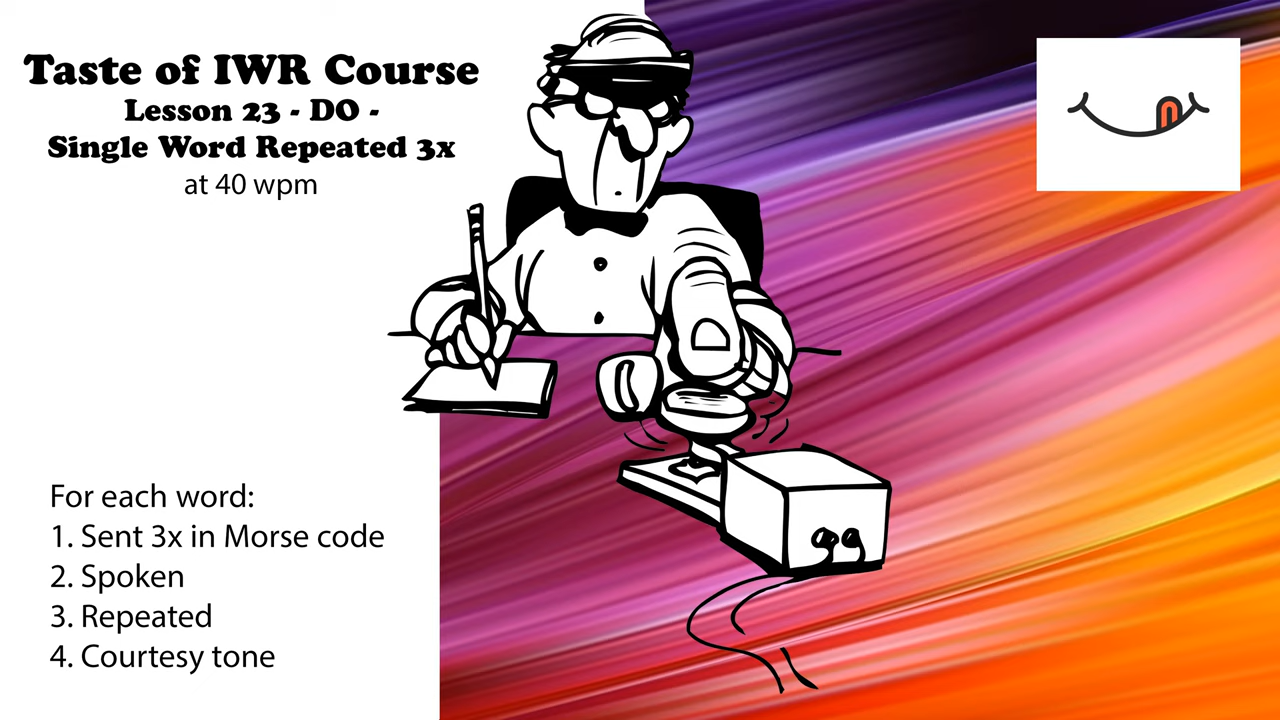 Taste of IWR Course
Lesson 23 - DO -
Single Word Repeated 3x
at 40 wpm
For each word:
1. Sent 3x in Morse code
2. Spoken
3. Repeated
4. Courtesy tone